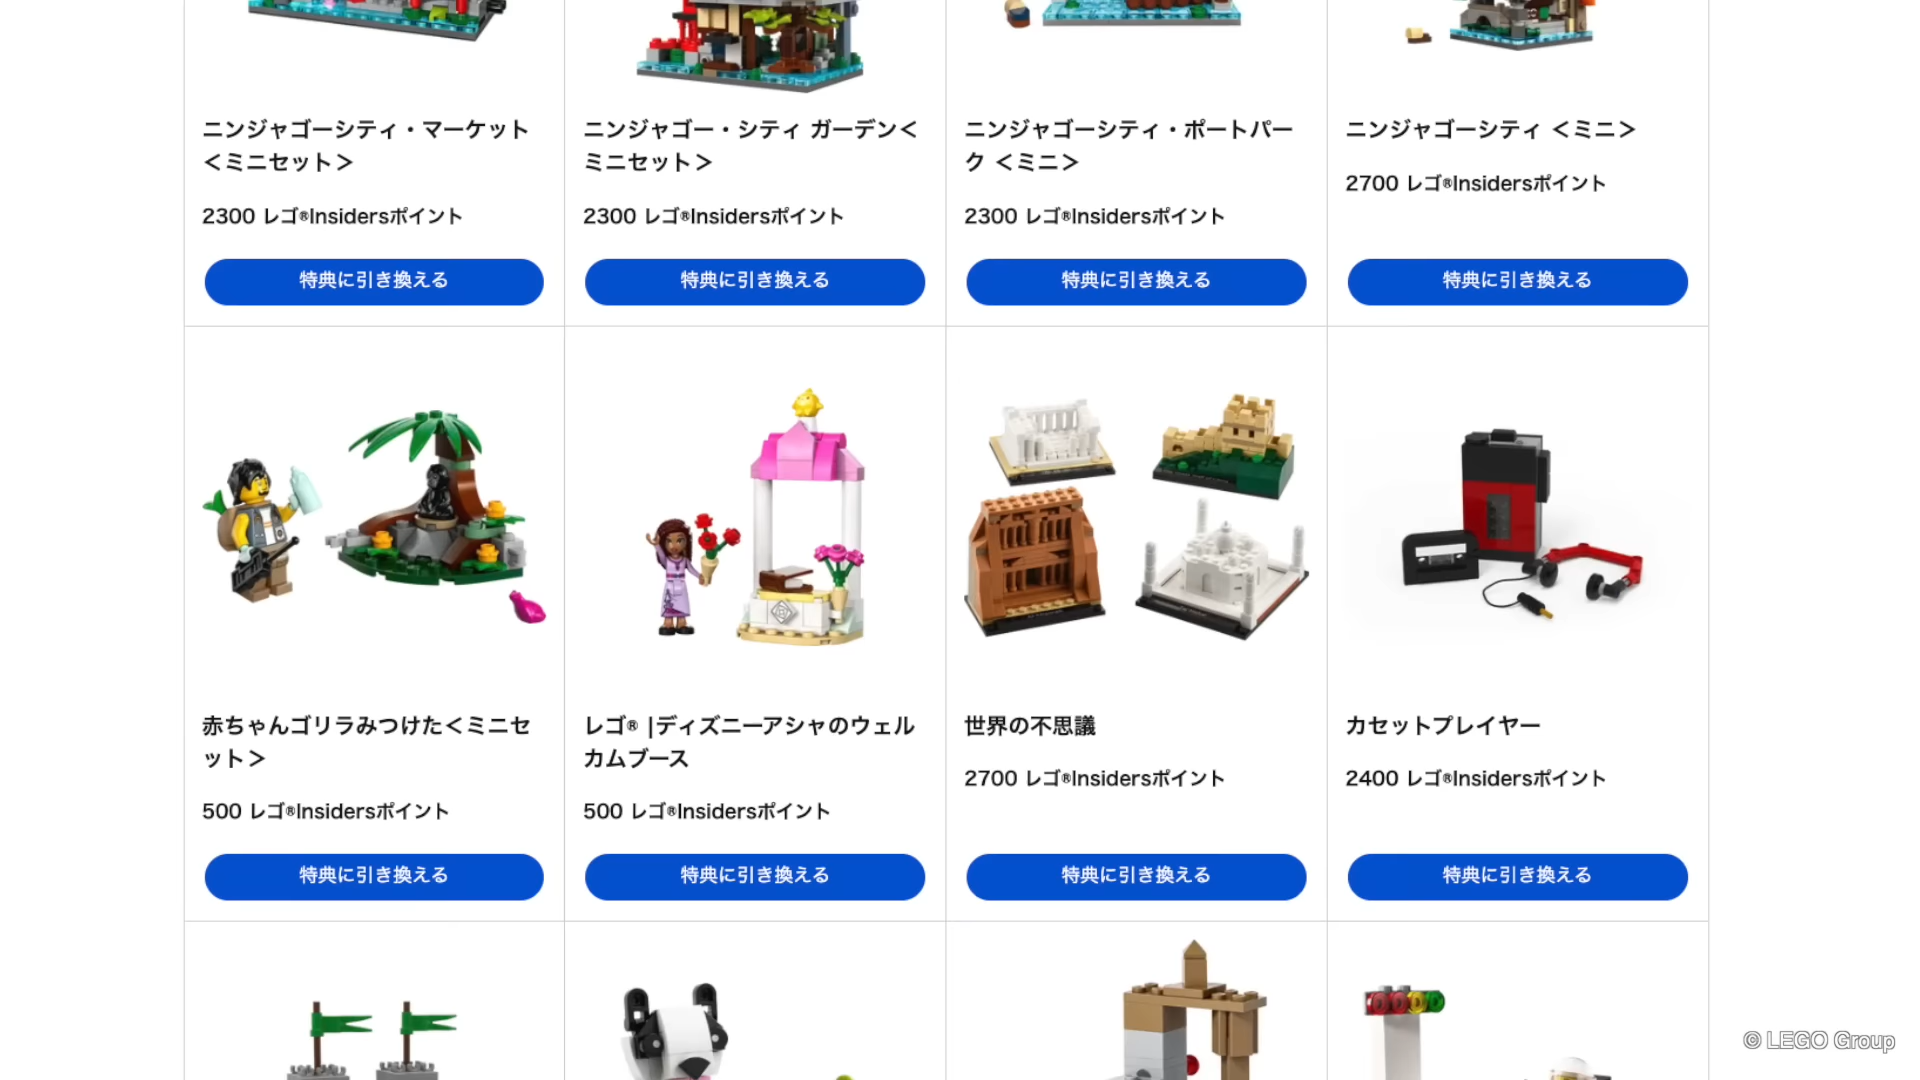 ニンジャゴーシティ・マーケット
＜ミニセット＞
2300 レゴ®Insidersポイント
特典に引き換える
ニンジャゴー・シティ ガーデン＜
ミニセット＞
2300 レゴ®Insidersポイント
特典に引き換える
ニンジャゴーシティ・ポートパー
ク ＜ミニ＞
2300 レゴ®Insidersポイント
特典に引き換える
ニンジャゴーシティ ＜ミニ＞
2700 レゴ®Insidersポイント
特典に引き換える
赤ちゃんゴリラみつけた＜ミニセ
ット＞
500 レゴ®Insidersポイント
特典に引き換える
レゴ® |ディズニーアシャのウェル
カムブース
500 レゴ®Insidersポイント
特典に引き換える
世界の不思議
2700 レゴ®Insidersポイント
特典に引き換える
カセットプレイヤー
2400 レゴ®Insidersポイント
特典に引き換える
© LEGO Group